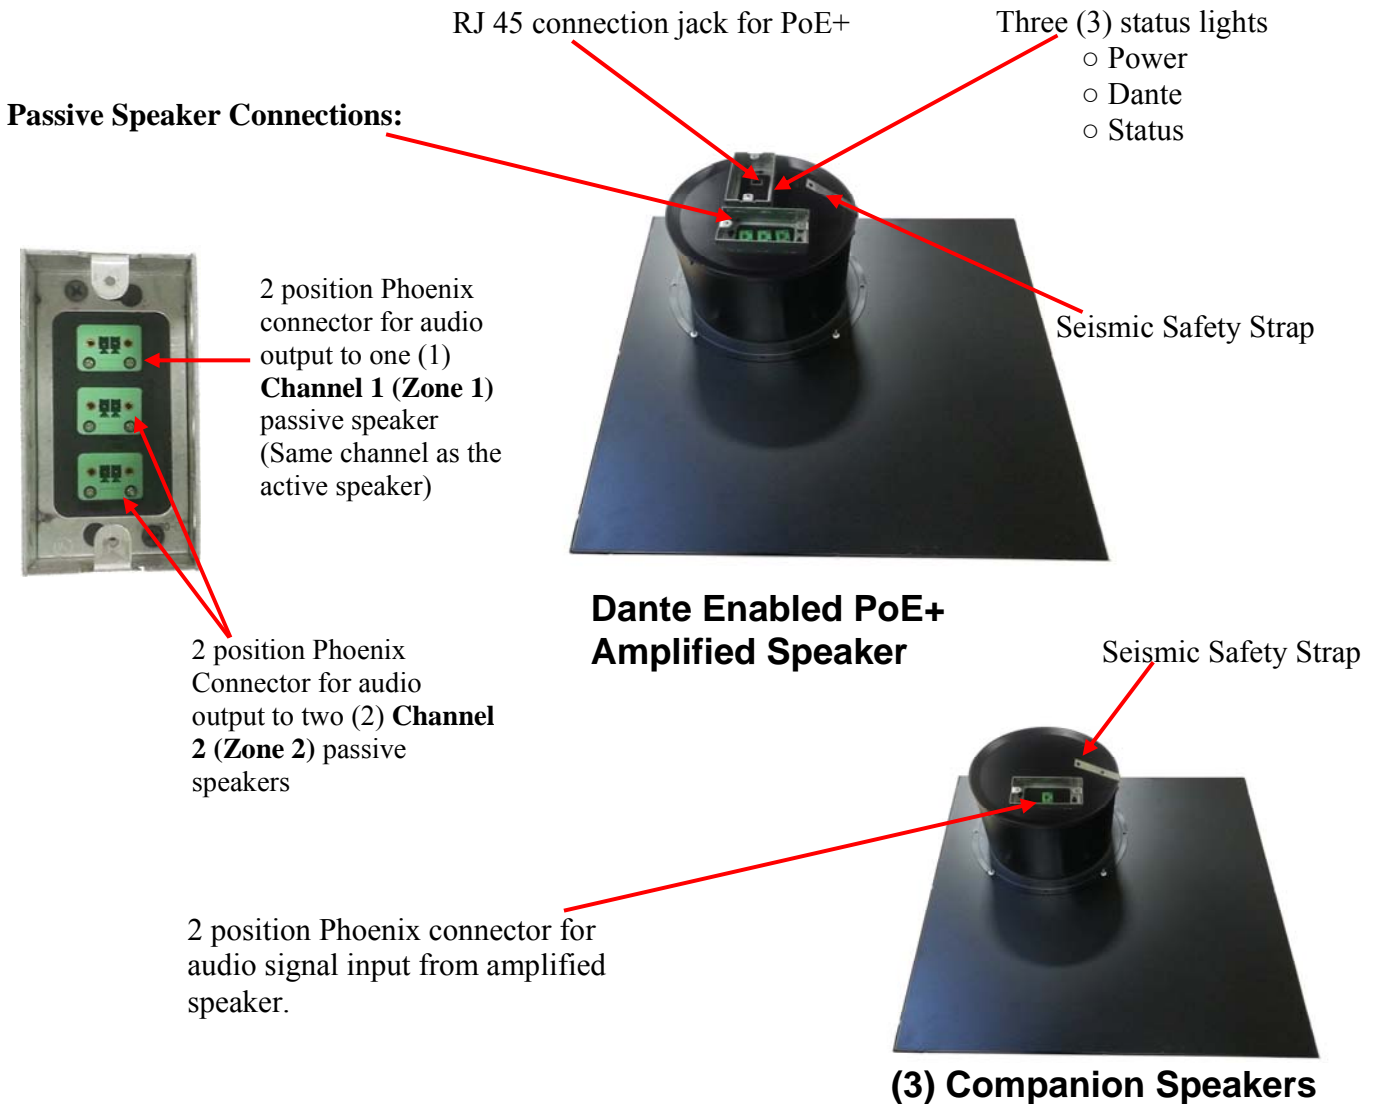 RJ 45 connection jack for PoE+
Three (3) status lights
○ Power
○ Dante
○ Status
Passive Speaker Connections:
2 position Phoenix
connector for audio
output to one (1)
Channel 1 (Zone 1)
passive speaker
(Same channel as the
active speaker)
Seismic Safety Strap
Dante Enabled PoE+
Amplified Speaker
2 position Phoenix
Connector for audio
output to two (2) Channel
2 (Zone 2) passive
speakers
Seismic Safety Strap
2 position Phoenix connector for
audio signal input from amplified
speaker.
(3) Companion Speakers